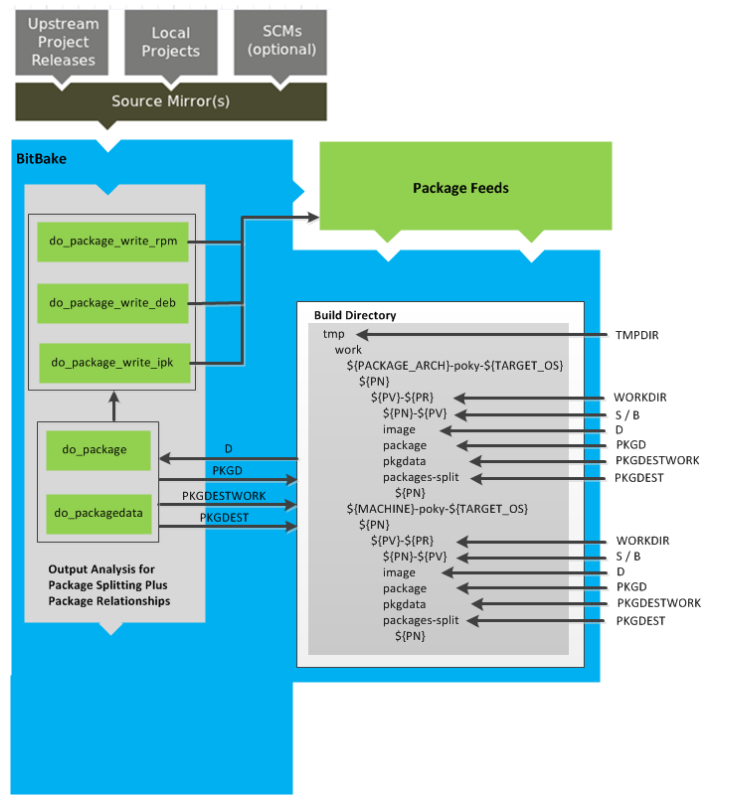 Upstream
Project
Releases
Local
Projects
SCMs
(optional)
Source Mirror(s)
BitBake
Package Feeds
do_package_write_rpm
do_package_write_deb
do_package_write_ipk
do_package
do_packagedata
D
PKGD
PKGDESTWORK
PKGDEST
Output Analysis for
Package Splitting Plus
Package Relationships
Build Directory
tmp
TMPDIR
work
${PACKAGE_ARCH}-poky-${TARGET_OS}
${PN}
${PV}-${PR}
WORKDIR
${PN}-${PV}
S / B
image
D
package
PKGD
pkgdata
PKGDESTWORK
packages-split
PKGDEST
${PN}
${MACHINE}-poky-${TARGET_OS}
${PN}
${PV}-${PR}
WORKDIR
${PN}-${PV}
S / B
image
D
package
PKGD
pkgdata
PKGDESTWORK
packages-split
PKGDEST
${PN}